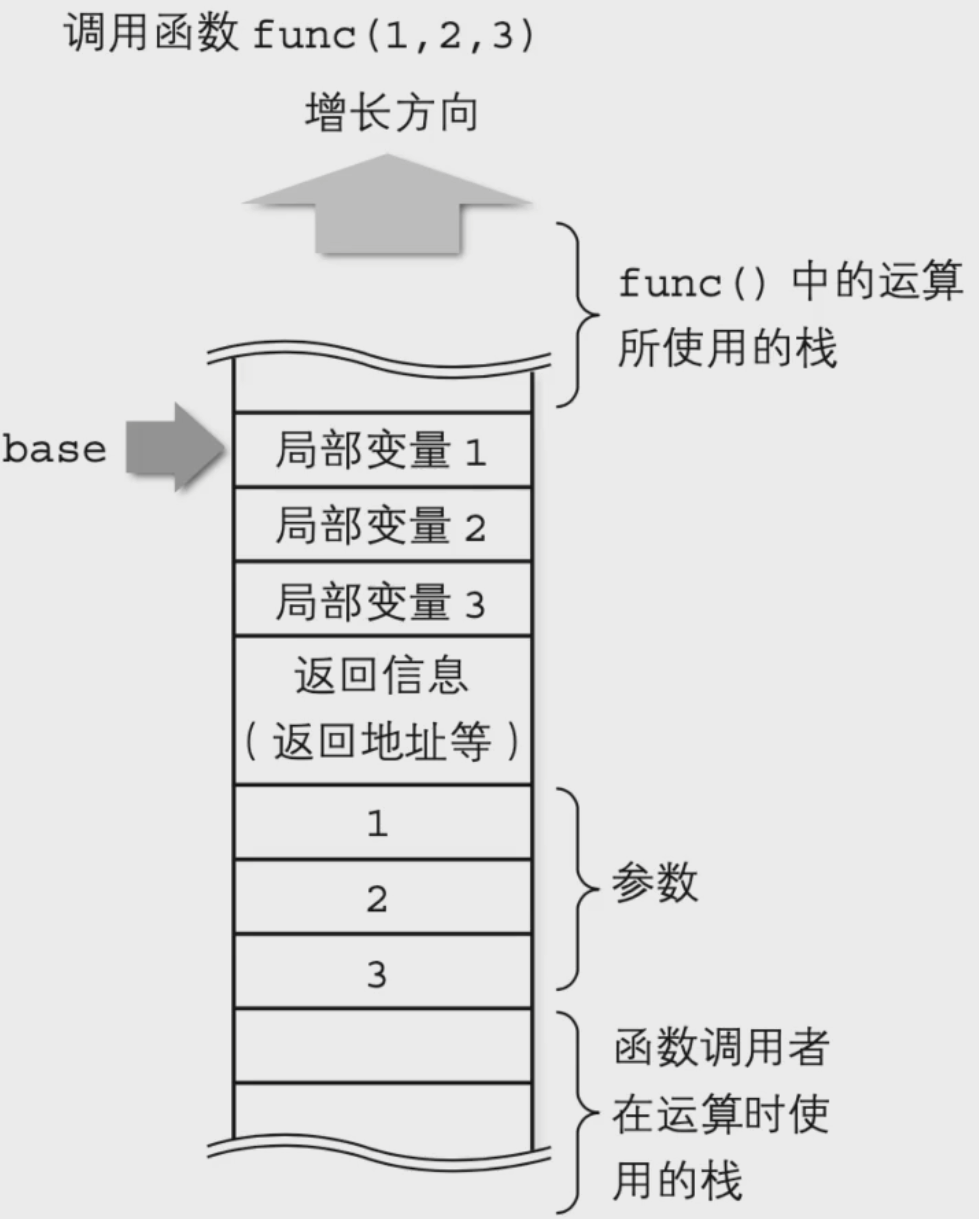 调用函数 func(1,2,3)
增长方向
func() 中的运算
所使用的栈
base
局部变量 1
局部变量 2
局部变量 3
返回信息
(返回地址等)
1
2
3
参数
函数调用者
在运算时使
用的栈